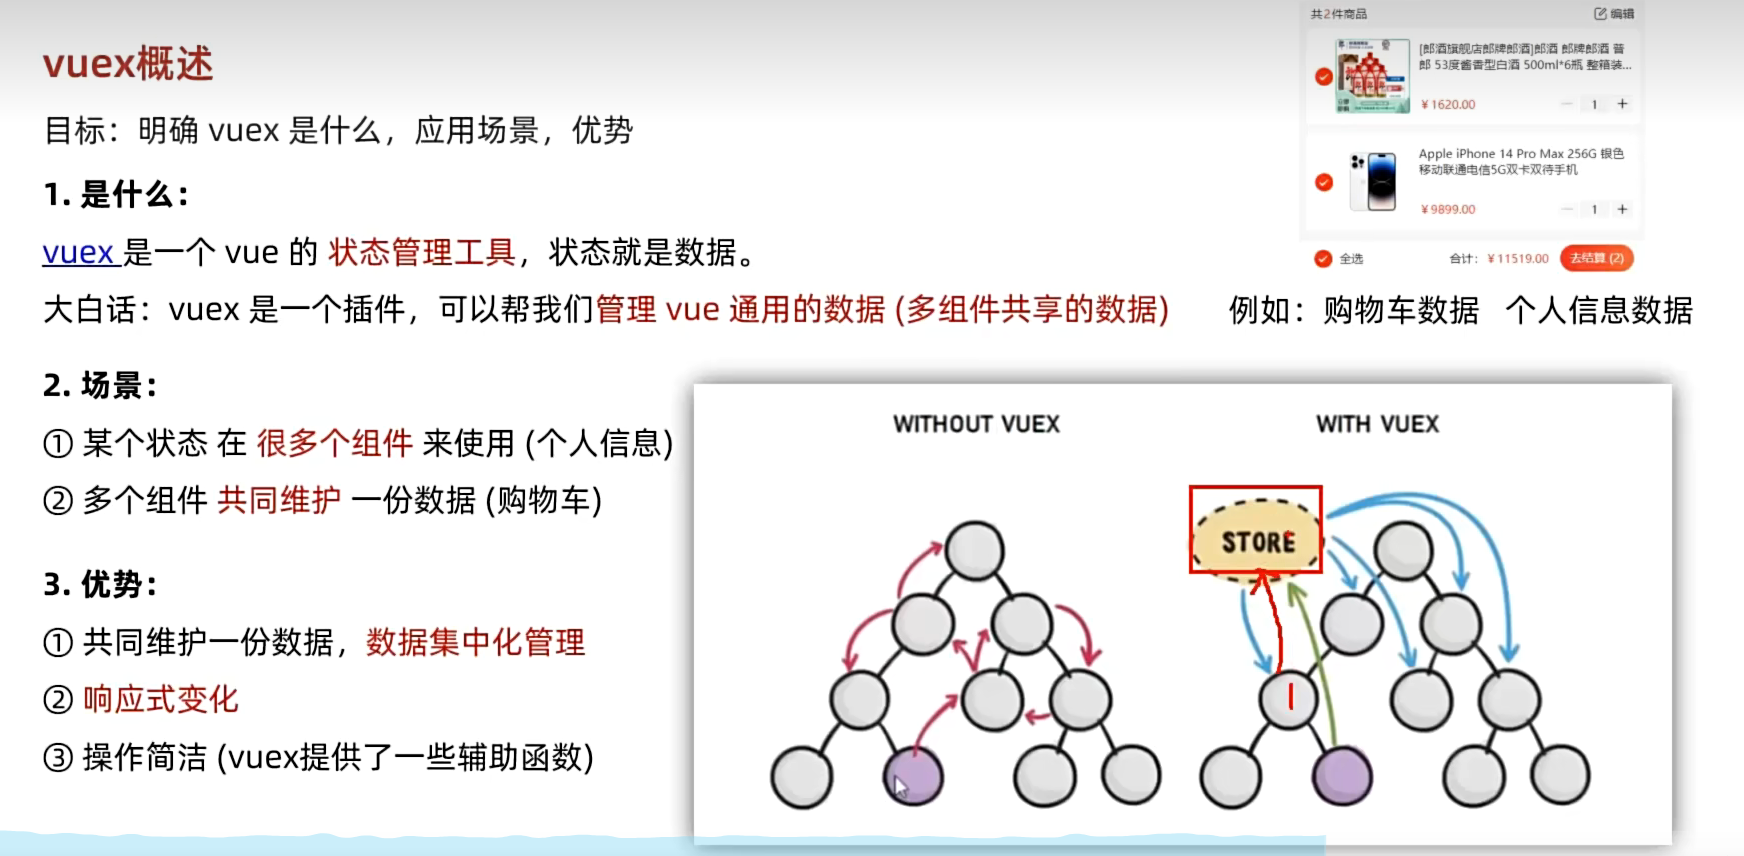 vuex概述
目标：明确 vuex 是什么，应用场景，优势
1. 是什么：
vuex 是一个 vue 的 状态管理工具，状态就是数据。
大白话：vuex 是一个插件，可以帮我们管理 vue 通用的数据 (多组件共享的数据)
例如：购物车数据 个人信息数据
共2件商品
编辑
[郎酒旗舰店郎牌郎酒]郎酒 郎牌郎酒 普
郎 53度酱香型白酒 500ml*6瓶 整箱装...
¥1620.00
— 1 +
Apple iPhone 14 Pro Max 256G 银色
移动联通电信5G双卡双待手机
¥9899.00
— 1 +
全选
合计：¥11519.00
去结算 (2)
2. 场景：
① 某个状态 在 很多个组件 来使用 (个人信息)
② 多个组件 共同维护 一份数据 (购物车)
3. 优势：
① 共同维护一份数据，数据集中化管理
② 响应式变化
③ 操作简洁 (vuex提供了一些辅助函数)
WITHOUT VUEX
WITH VUEX
STORE